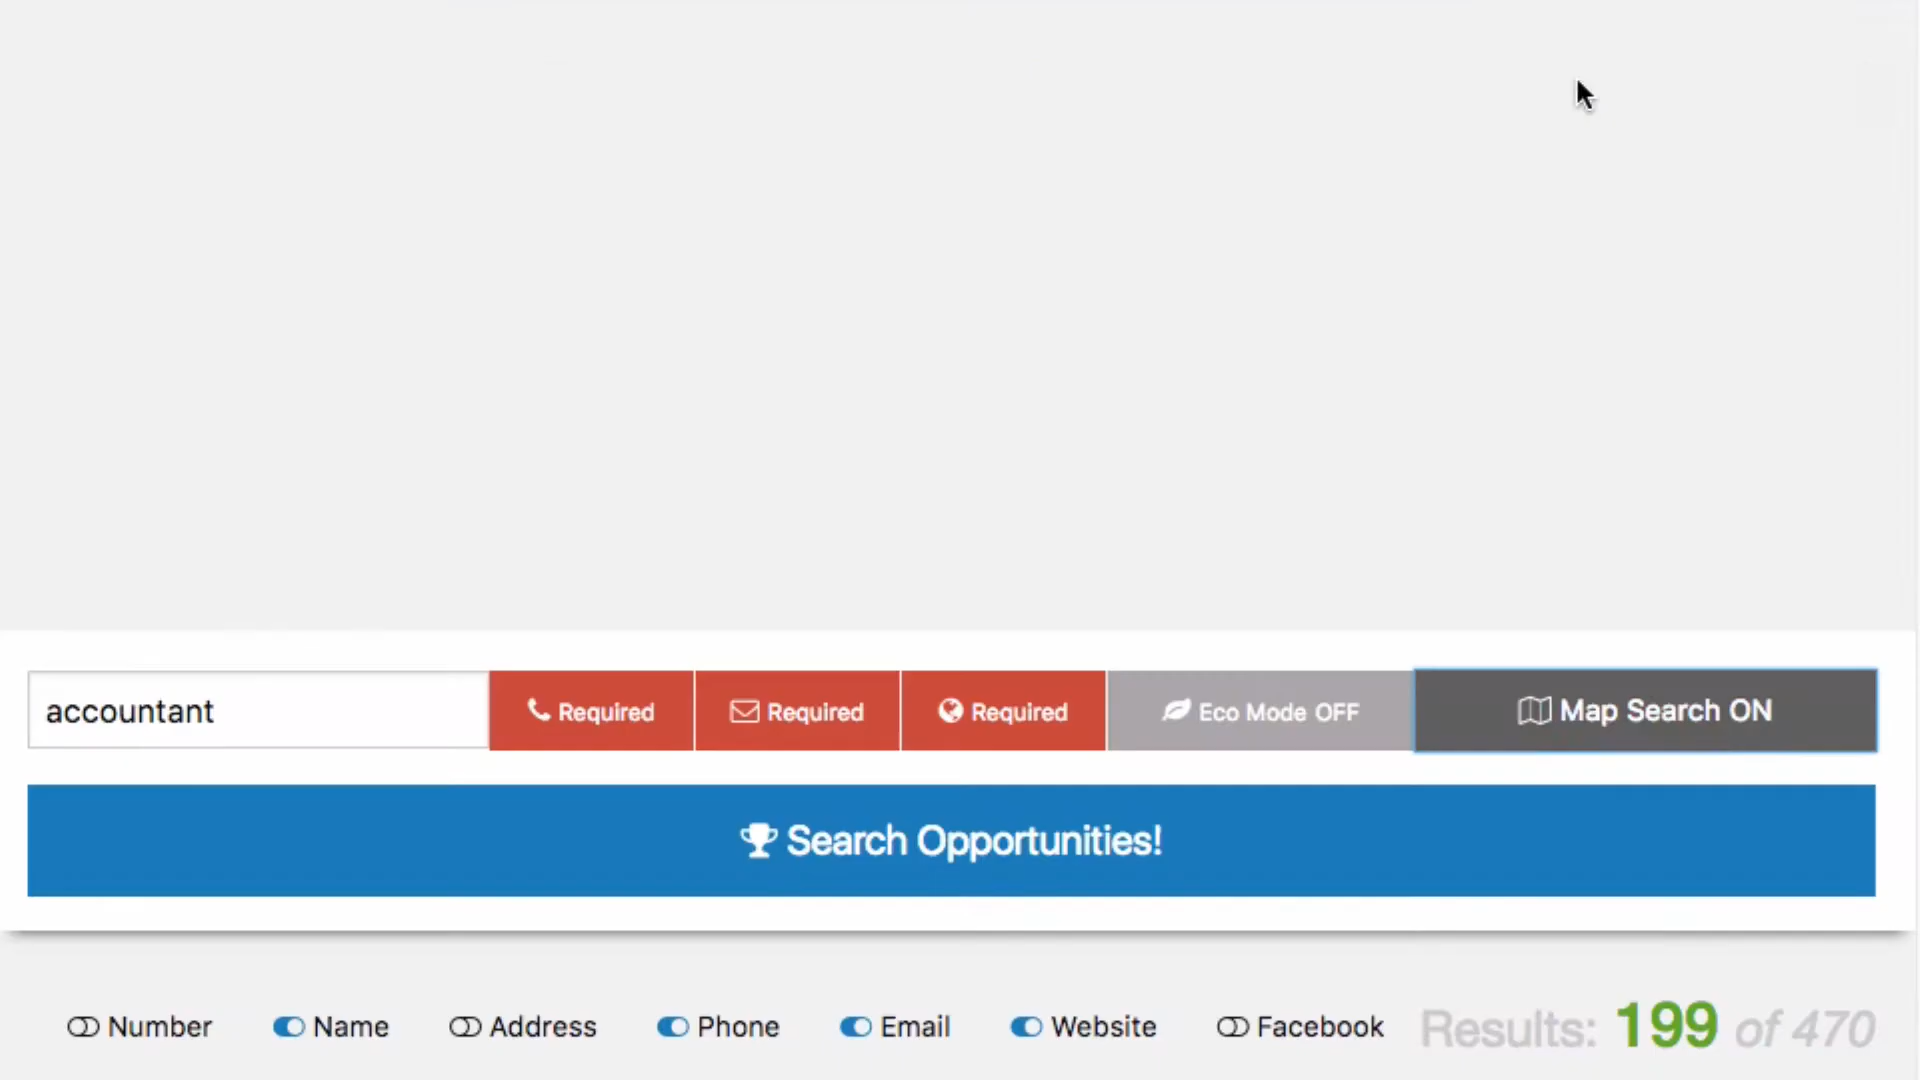 accountant Required Required Required Eco Mode OFF Map Search ON
Search Opportunities!
Number Name Address Phone Email Website Facebook Results: 199 of 470